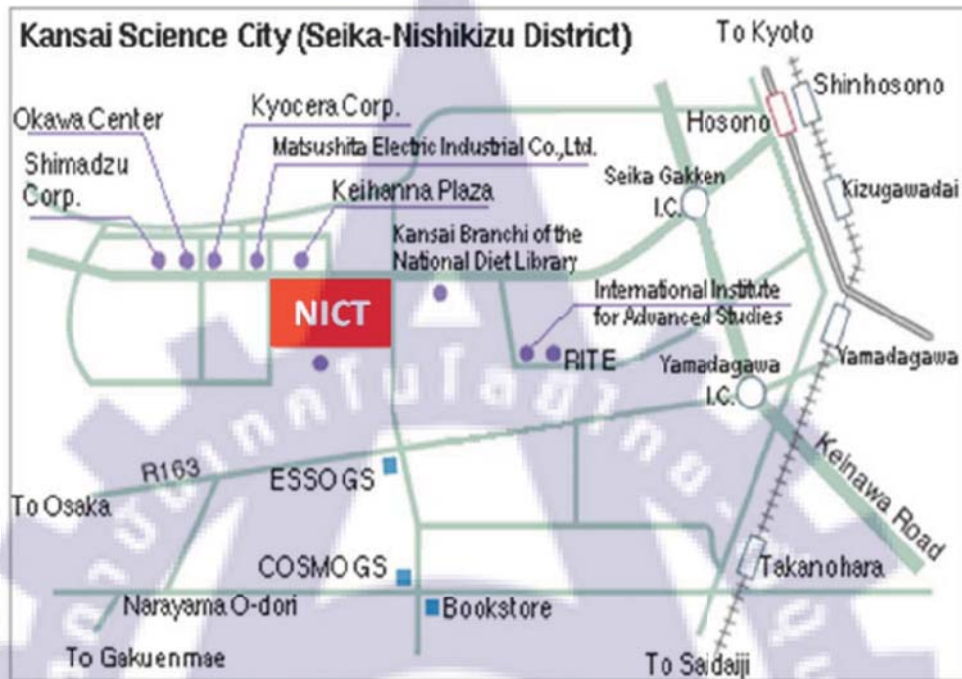 Kansai Science City (Seika-Nishikizu District)
To Kyoto
Shinhosono
Hosono
Kyocera Corp.
Okawa Center
Matsushita Electric Industrial Co.,Ltd.
Shimadzu
Corp.
Keihanna Plaza
Seika Gakken
I.C.
Kizugawadai
Kansai Branchi of the
National Diet Library
NICT
International Institute
for Advanced Studies
RITE
Yamadagawa
I.C.
Yamadagawa
R163
ESSO GS
To Osaka
Keinawa Road
COSMO GS
Takanohara
Narayama O-dori
Bookstore
To Gakuenmae
To Saidaiji